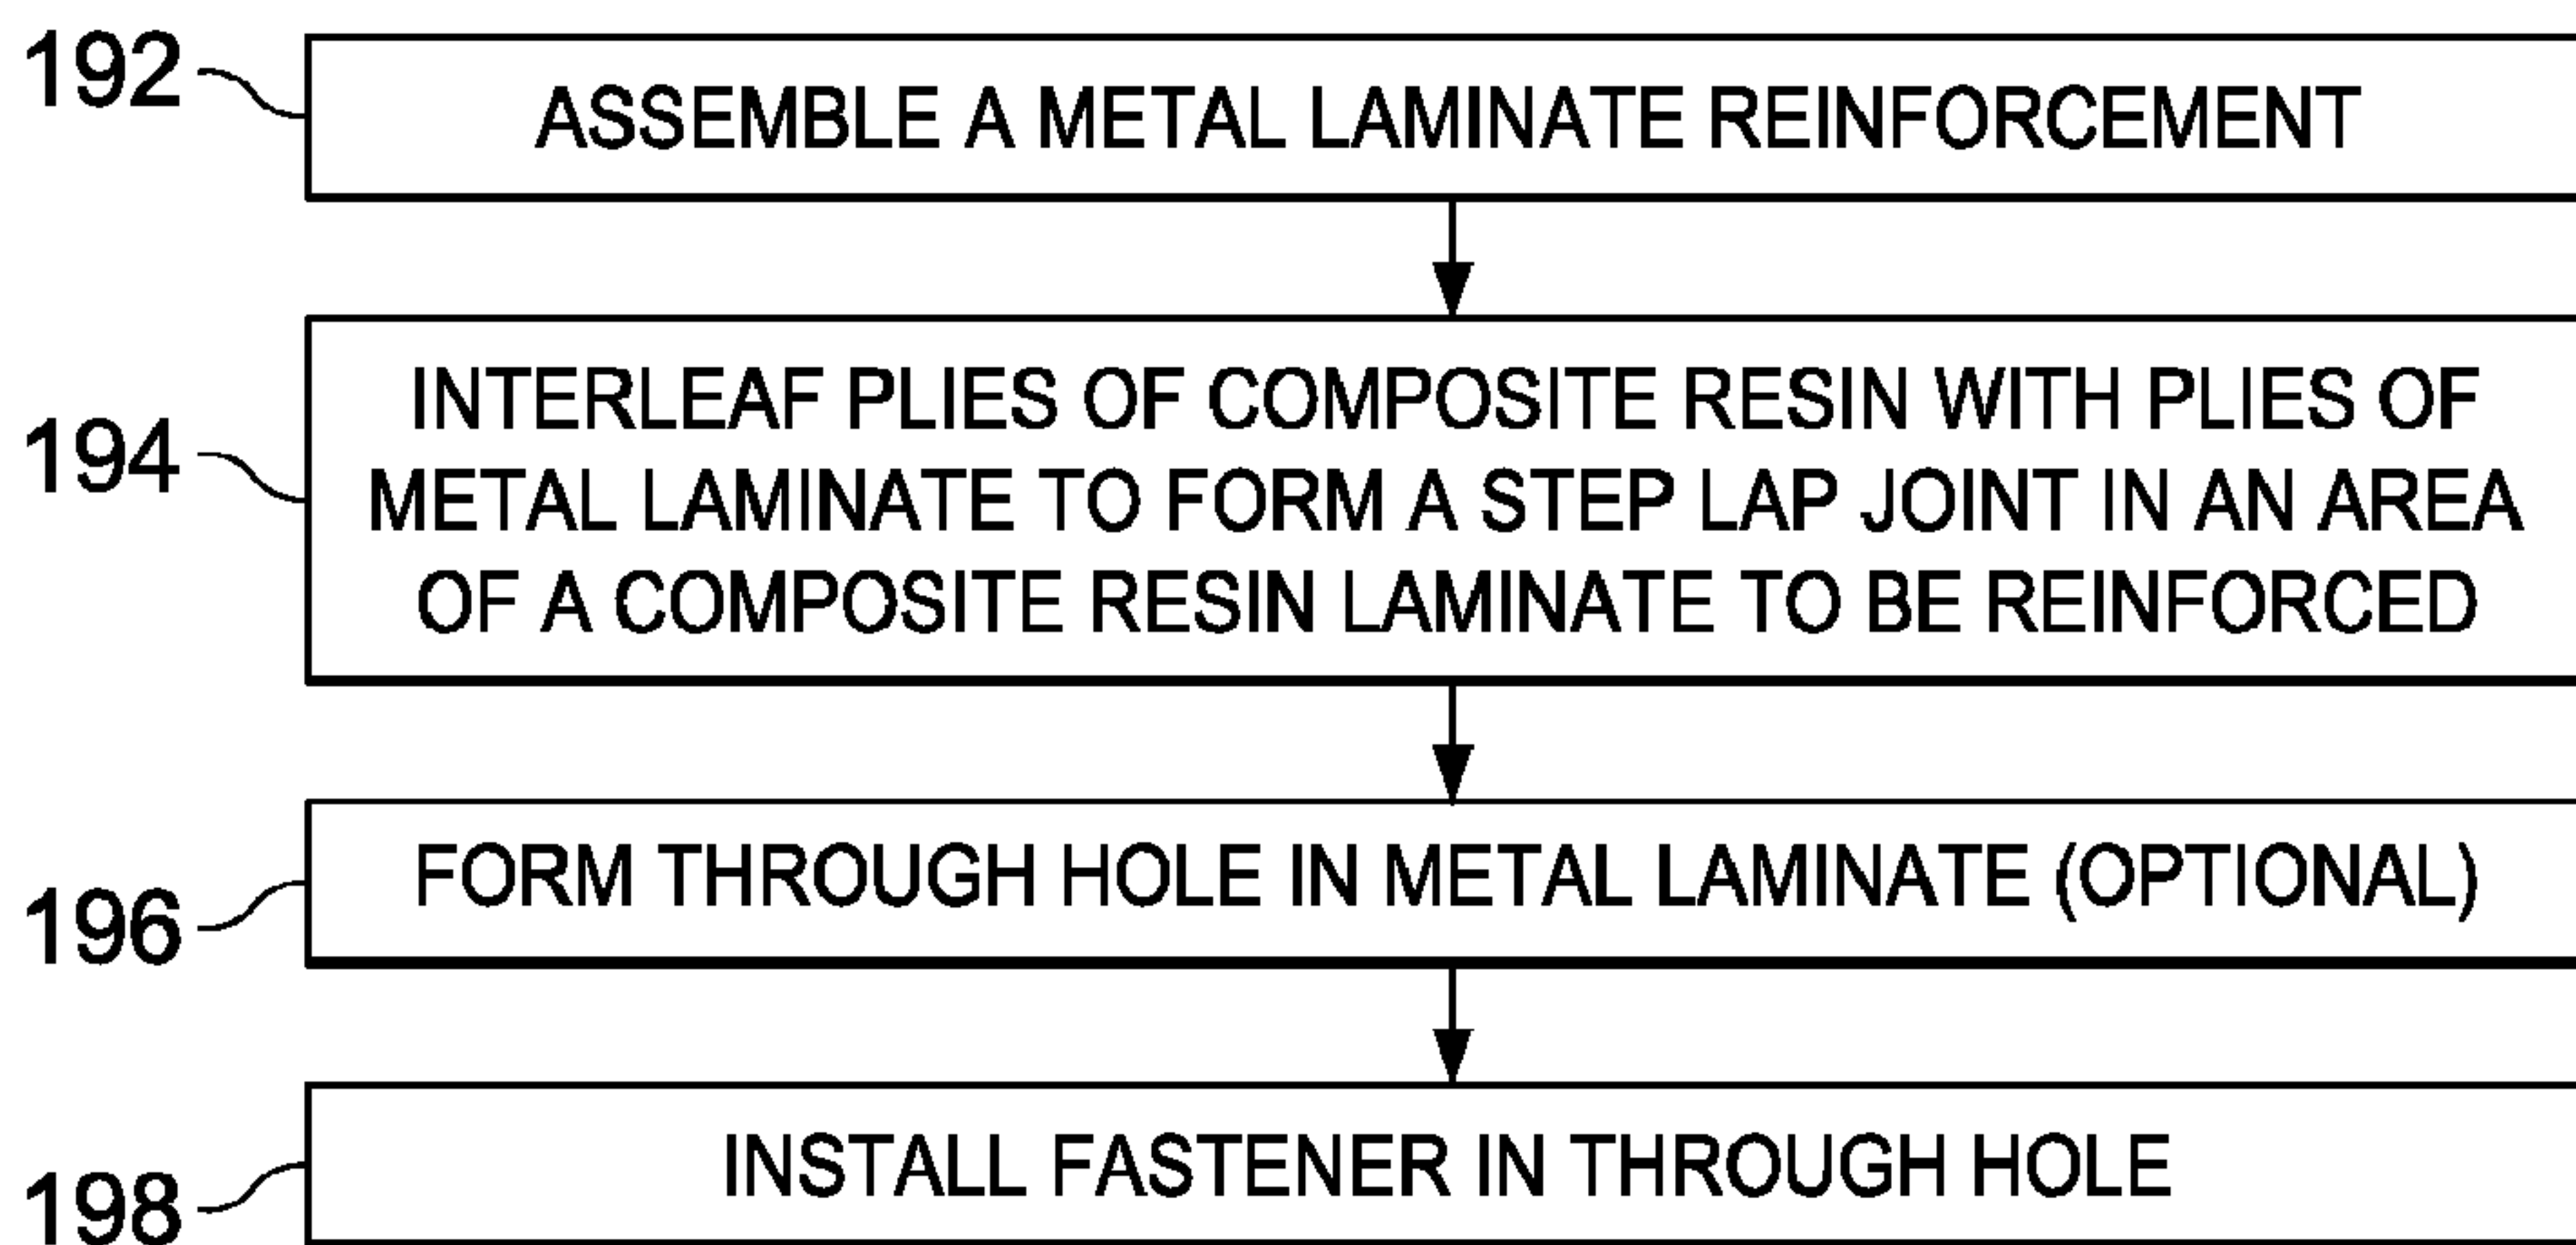 192
ASSEMBLE A METAL LAMINATE REINFORCEMENT
194
INTERLEAF PLIES OF COMPOSITE RESIN WITH PLIES OF
METAL LAMINATE TO FORM A STEP LAP JOINT IN AN AREA
OF A COMPOSITE RESIN LAMINATE TO BE REINFORCED
196
FORM THROUGH HOLE IN METAL LAMINATE (OPTIONAL)
198
INSTALL FASTENER IN THROUGH HOLE